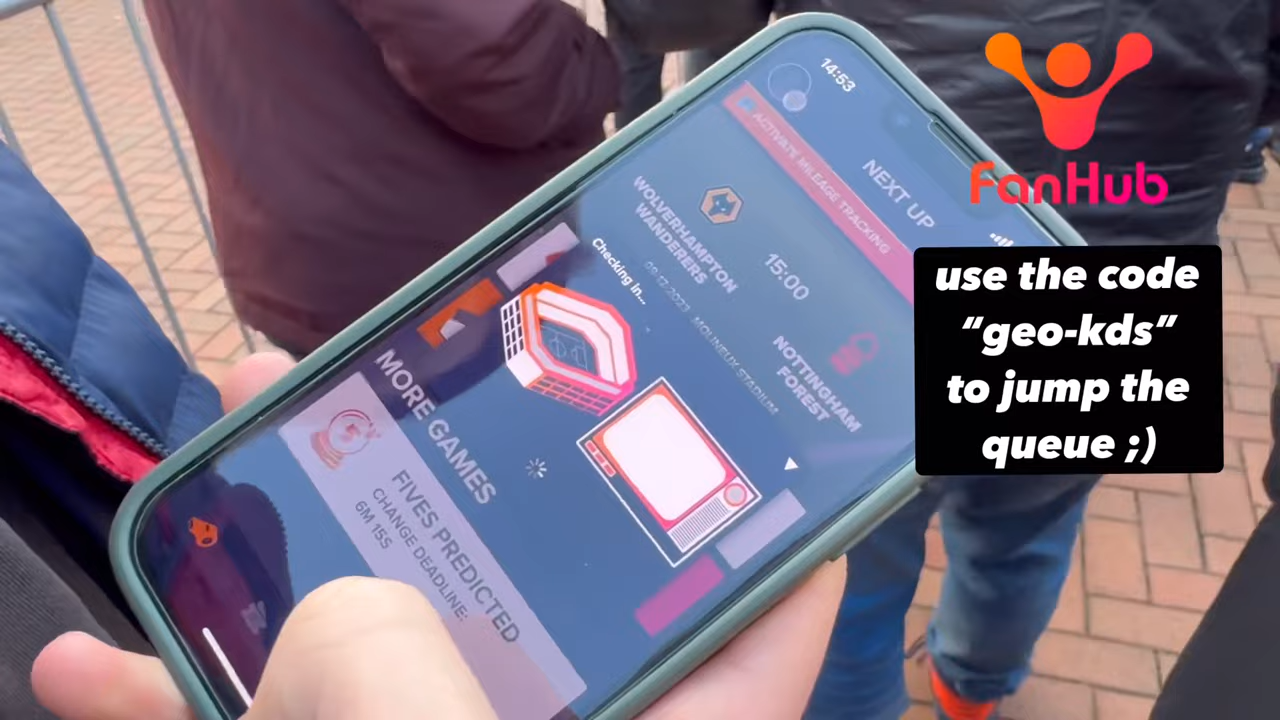 14:53
ACTIVATE MILEAGE TRACKING
NEXT UP
WOLVERHAMPTON
WANDERERS
15:00
09-12-2023, MOLINEUX STADIUM
NOTTINGHAM
FOREST
Checking in...
MORE GAMES
5
FIVES PREDICTED
CHANGE DEADLINE:
6M 15S
FanHub
use the code
“geo-kds”
to jump the
queue ;)